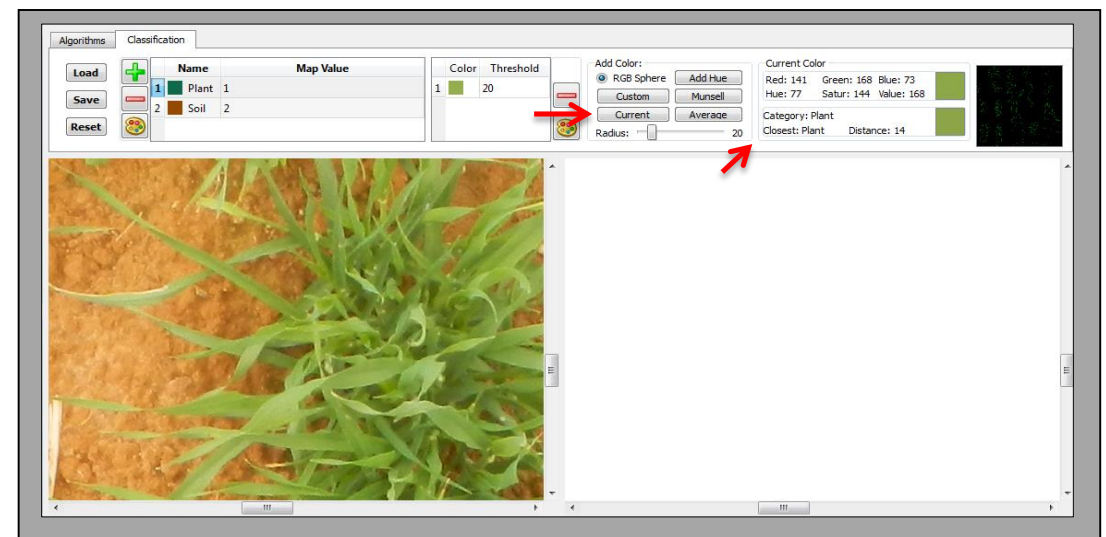 Algorithms Classification
Load
Save
Reset
Name Map Value
1 Plant 1
2 Soil 2
Color Threshold
1 20
Add Color:
RGB Sphere Add Hue
Custom Munsell
Current Average
Radius: 20
Current Color
Red: 141 Green: 168 Blue: 73
Hue: 77 Satur: 144 Value: 168
Category: Plant
Closest: Plant Distance: 14